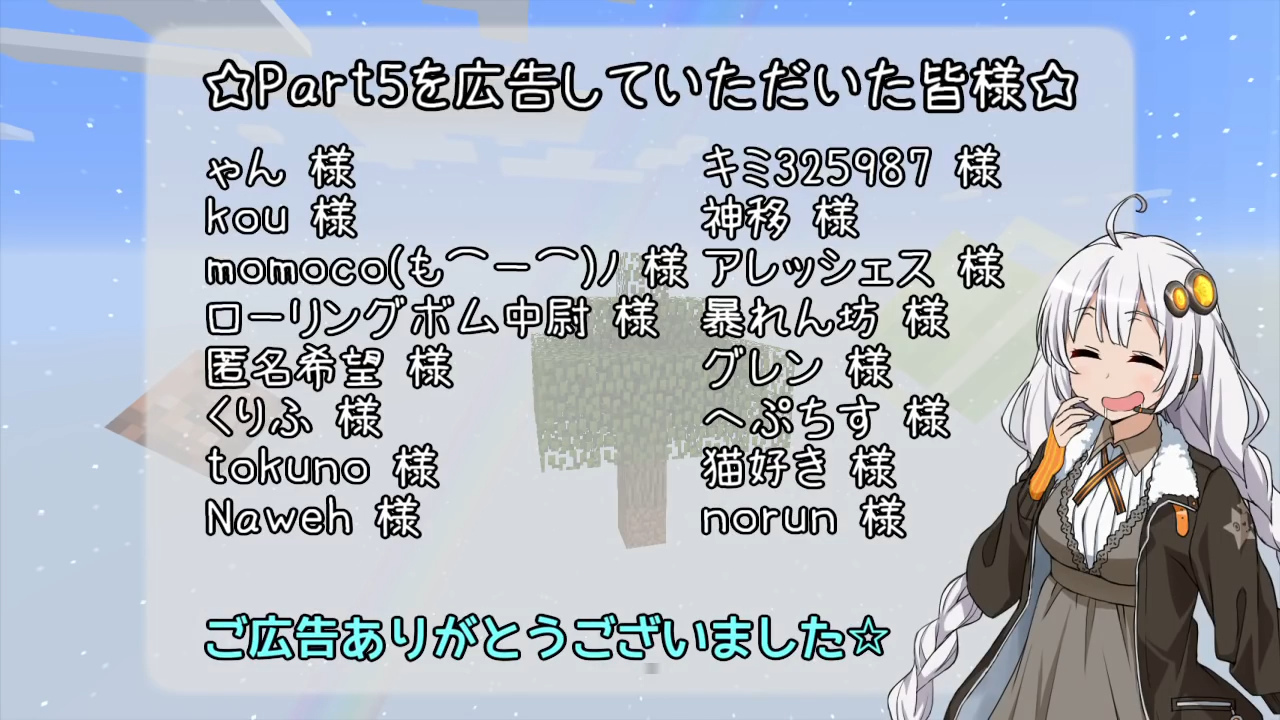 ☆Part5を広告していただいた皆様☆
ゃん 様
kou 様
momoco(も⌒ー⌒)ﾉ 様
ローリングボム中尉 様
匿名希望 様
くりふ 様
tokuno 様
Naweh 様
キミ325987 様
神移 様
アレッシェス 様
暴れん坊 様
グレン 様
へぷちす 様
猫好き 様
norun 様
ご広告ありがとうございました☆